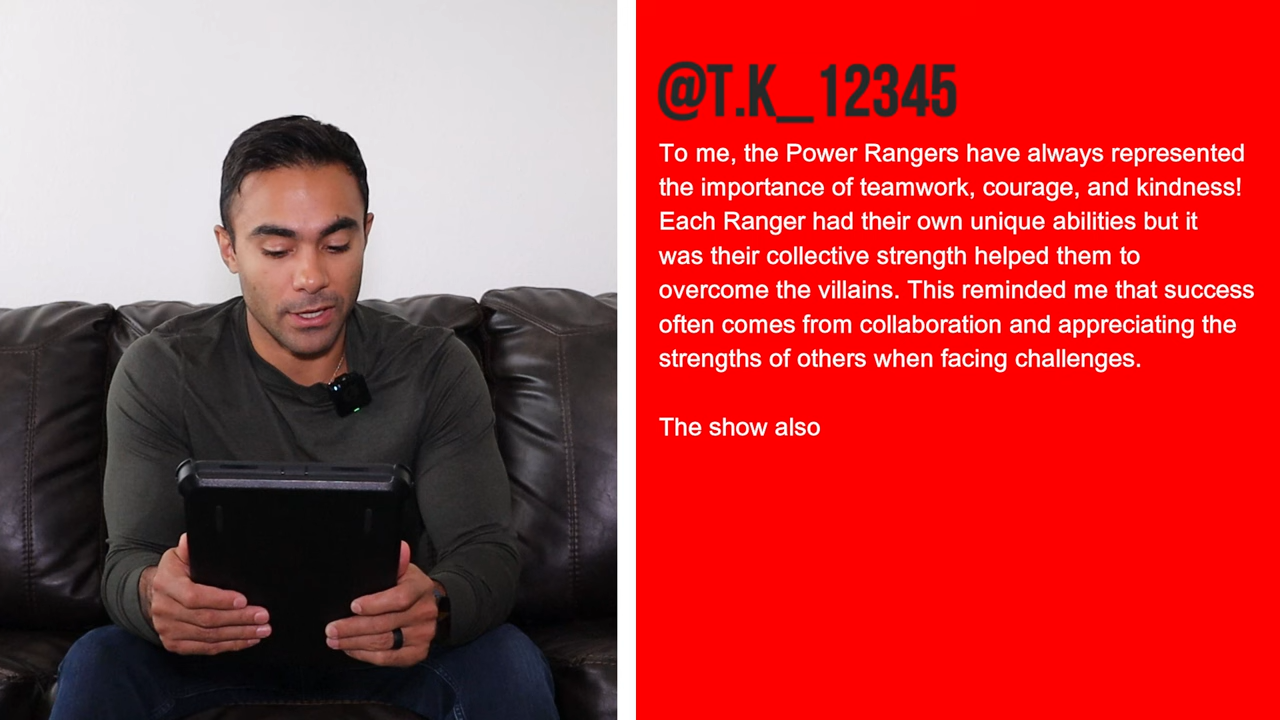 @T.K_12345
To me, the Power Rangers have always represented
the importance of teamwork, courage, and kindness!
Each Ranger had their own unique abilities but it
was their collective strength helped them to
overcome the villains. This reminded me that success
often comes from collaboration and appreciating the
strengths of others when facing challenges.
The show also